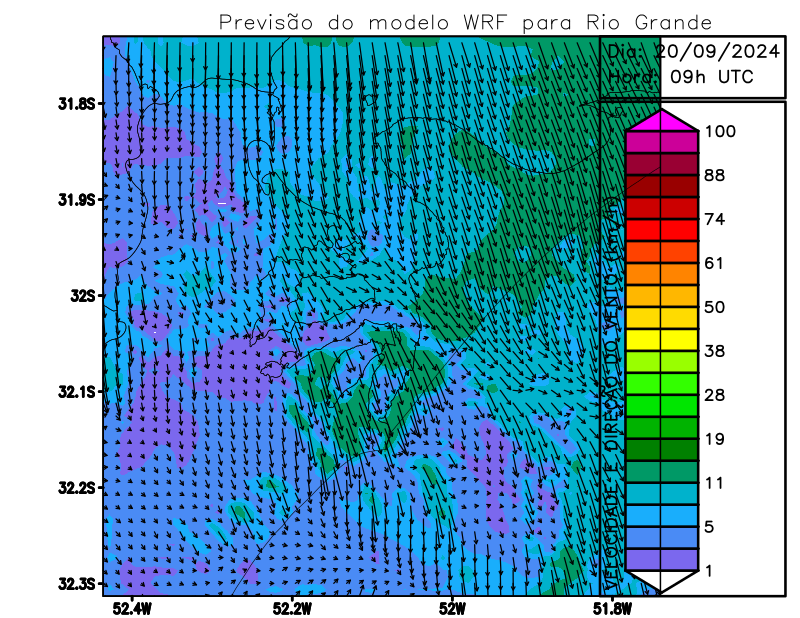 Previsão do modelo WRF para Rio Grande
Dia: 20/09/2024
Hora: 09h UTC
VELOCIDADE E DIREÇÃO DO VENTO (km/h)
100
88
74
61
50
38
28
19
11
5
1
31.8S
31.9S
32S
32.1S
32.2S
32.3S
52.4W
52.2W
52W
51.8W